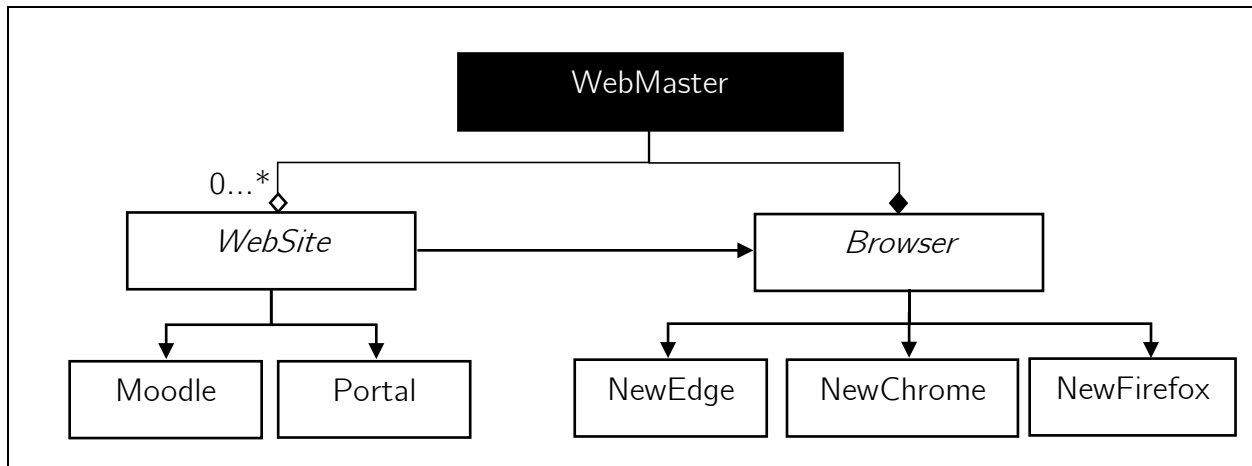 WebMaster
0...*
WebSite
Browser
Moodle
Portal
NewEdge
NewChrome
NewFirefox